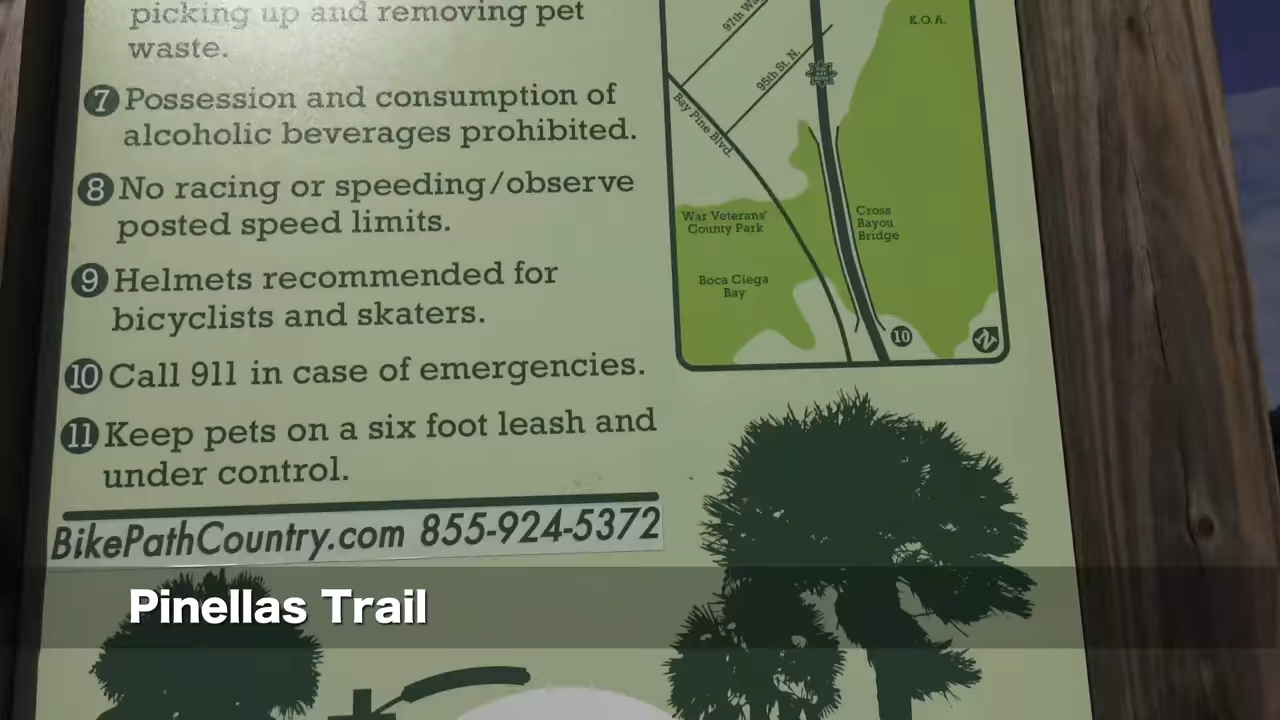 picking up and removing pet
waste.
7 Possession and consumption of
alcoholic beverages prohibited.
8 No racing or speeding/observe
posted speed limits.
9 Helmets recommended for
bicyclists and skaters.
10 Call 911 in case of emergencies.
11 Keep pets on a six foot leash and
under control.
BikePathCountry.com 855-924-5372
97th Wa
K.O.A.
95th St. N.
Bay Pine Blvd.
War Veterans'
County Park
Cross
Bayou
Bridge
Boca Ciega
Bay
10
N
Pinellas Trail